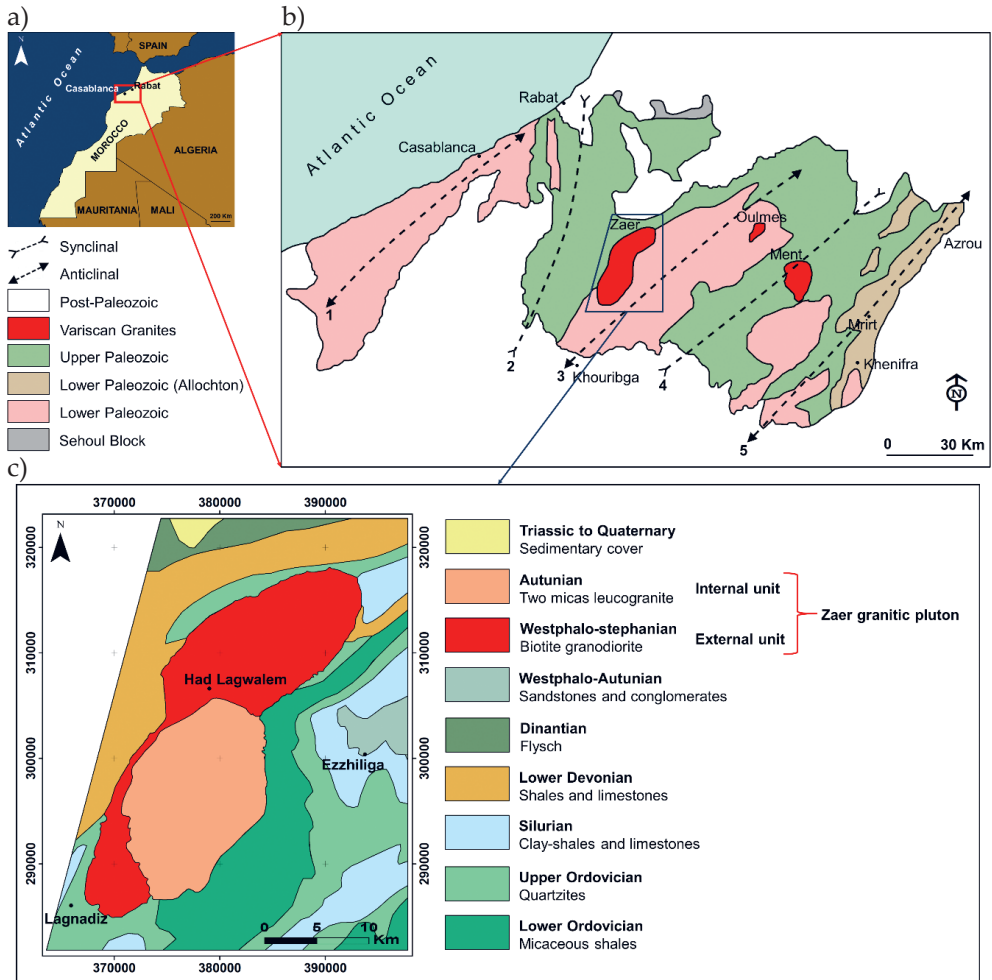 a)
N
SPAIN
Atlantic Ocean
Casablanca
Rabat
MOROCCO
ALGERIA
MAURITANIA
MALI
200 Km
Synclinal
Anticlinal
Post-Paleozoic
Variscan Granites
Upper Paleozoic
Lower Paleozoic (Allochton)
Lower Paleozoic
Sehoul Block
b)
Atlantic Ocean
Rabat
Casablanca
Zaer
Oulmes
Ment
Azrou
Mrirt
Khenifra
Khouribga
1
2
3
4
5
N
0 30 Km
c)
370000 380000 390000
N
320000
310000
300000
290000
320000
310000
300000
290000
Had Lagwalem
Ezzhiliga
Lagnadiz
0 5 10
Km
370000 380000 390000
Triassic to Quaternary
Sedimentary cover
Autunian
Two micas leucogranite
Internal unit
Westphalo-stephanian
Biotite granodiorite
External unit
Zaer granitic pluton
Westphalo-Autunian
Sandstones and conglomerates
Dinantian
Flysch
Lower Devonian
Shales and limestones
Silurian
Clay-shales and limestones
Upper Ordovician
Quartzites
Lower Ordovician
Micaceous shales